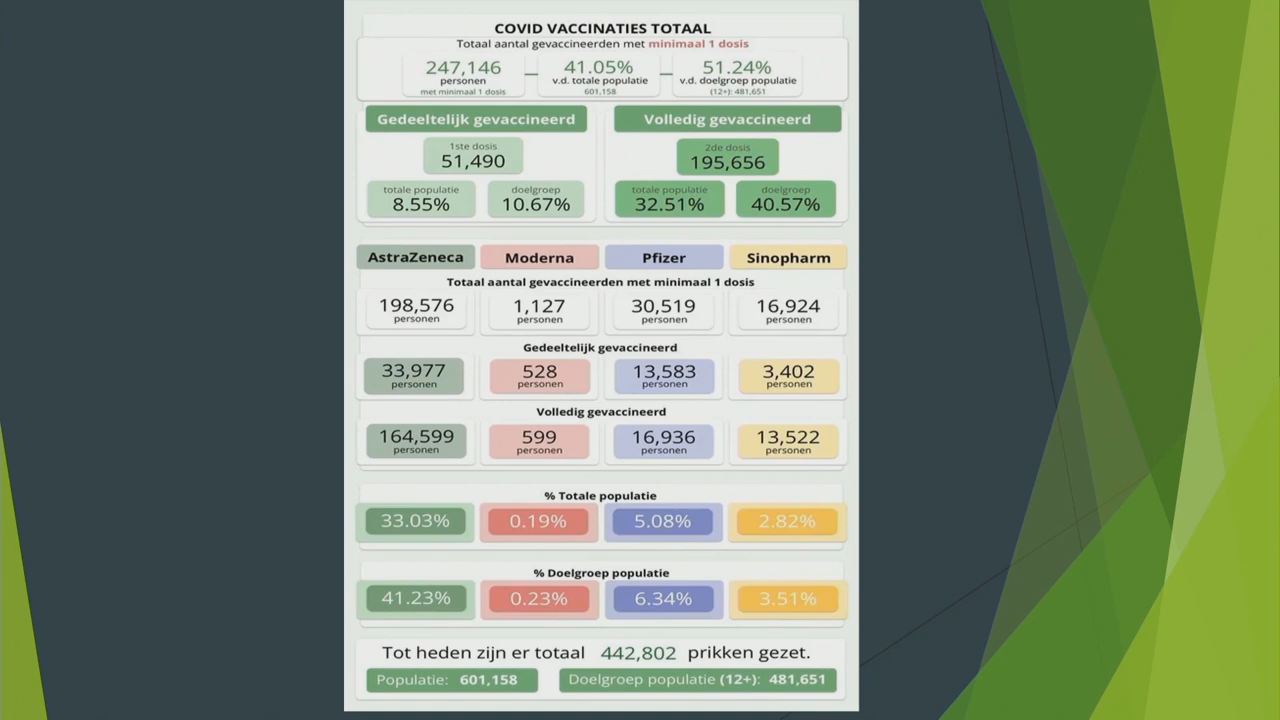 COVID VACCINATIES TOTAAL
Totaal aantal gevaccineerden met minimaal 1 dosis
247,146 — 41.05% — 51.24%
personen v.d. totale populatie v.d. doelgroep populatie
met minimaal 1 dosis 601,158 (12+): 481,651
Gedeeltelijk gevaccineerd Volledig gevaccineerd
1ste dosis 2de dosis
51,490 195,656
totale populatie doelgroep totale populatie doelgroep
8.55% 10.67% 32.51% 40.57%
AstraZeneca Moderna Pfizer Sinopharm
Totaal aantal gevaccineerden met minimaal 1 dosis
198,576 1,127 30,519 16,924
personen personen personen personen
Gedeeltelijk gevaccineerd
33,977 528 13,583 3,402
personen personen personen personen
Volledig gevaccineerd
164,599 599 16,936 13,522
personen personen personen personen
% Totale populatie
33.03% 0.19% 5.08% 2.82%
% Doelgroep populatie
41.23% 0.23% 6.34% 3.51%
Tot heden zijn er totaal 442,802 prikken gezet.
Populatie: 601,158 Doelgroep populatie (12+): 481,651